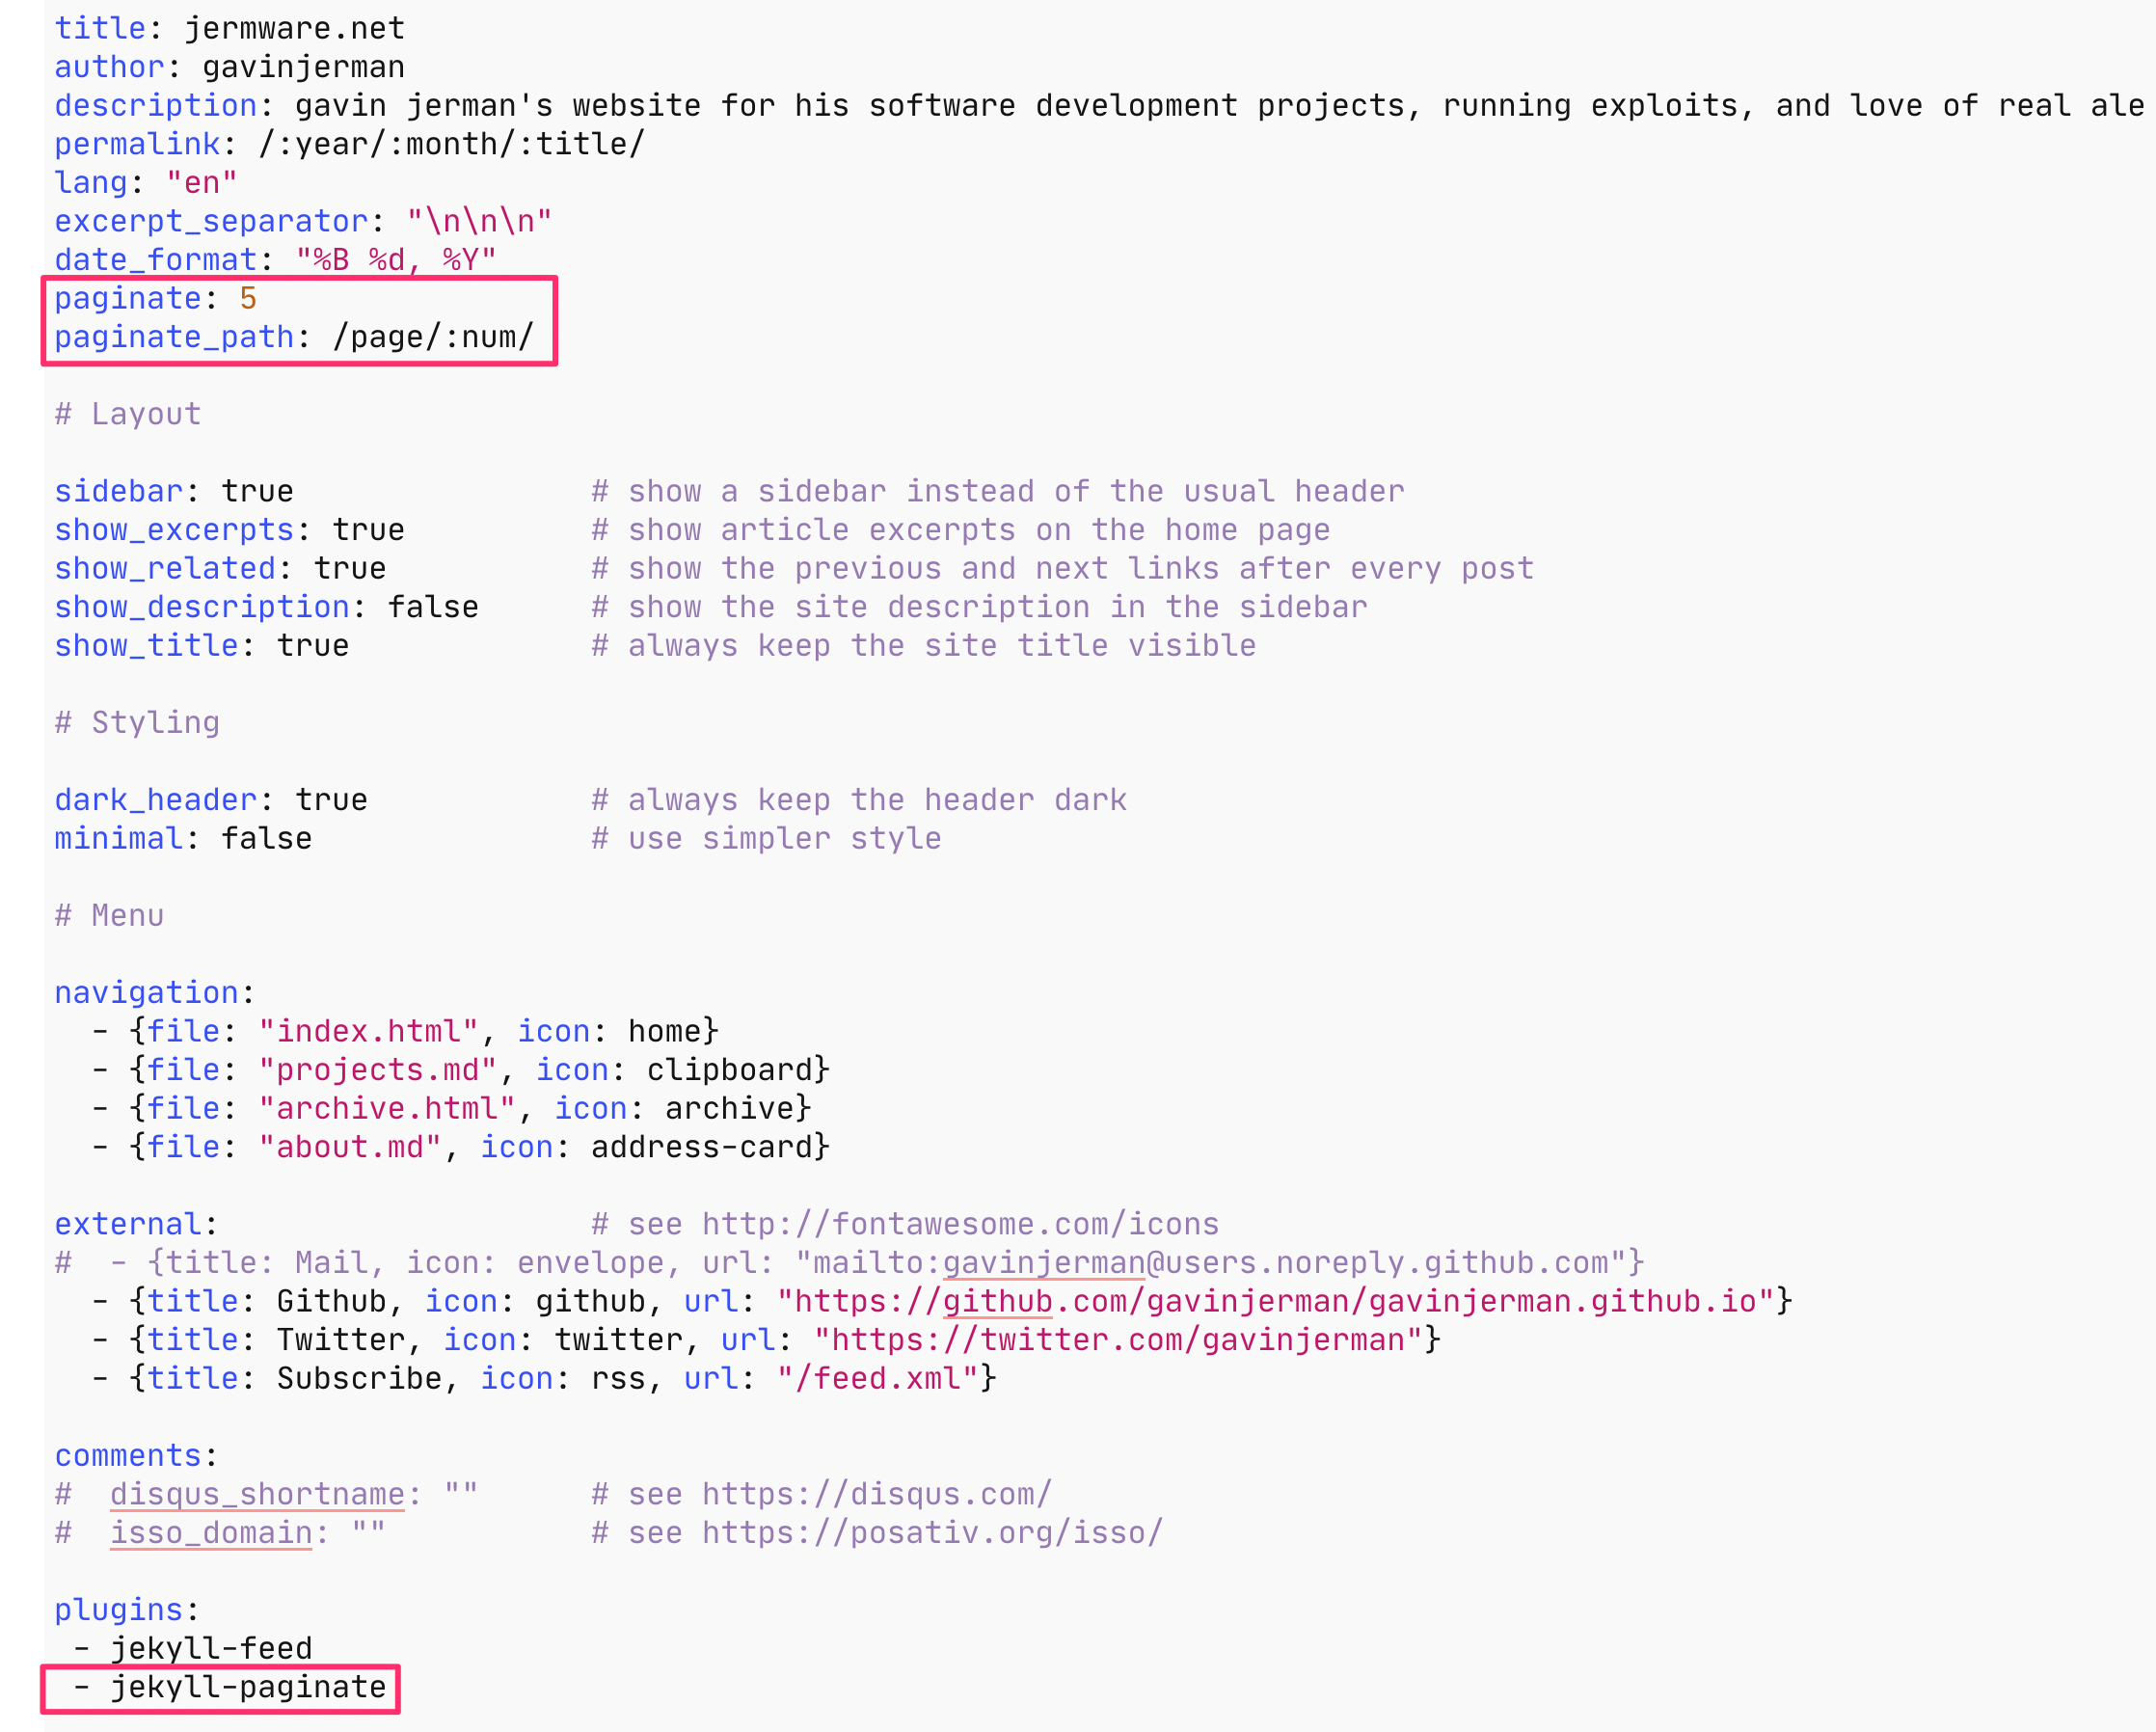 title: jermware.net
author: gavinjerman
description: gavin jerman's website for his software development projects, running exploits, and love of real ale
permalink: /:year/:month/:title/
lang: "en"
excerpt_separator: "\n\n\n"
date_format: "%B %d, %Y"
paginate: 5
paginate_path: /page/:num/
# Layout
sidebar: true # show a sidebar instead of the usual header
show_excerpts: true # show article excerpts on the home page
show_related: true # show the previous and next links after every post
show_description: false # show the site description in the sidebar
show_title: true # always keep the site title visible
# Styling
dark_header: true # always keep the header dark
minimal: false # use simpler style
# Menu
navigation:
- {file: "index.html", icon: home}
- {file: "projects.md", icon: clipboard}
- {file: "archive.html", icon: archive}
- {file: "about.md", icon: address-card}
external: # see http://fontawesome.com/icons
# - {title: Mail, icon: envelope, url: "mailto:gavinjerman@users.noreply.github.com"}
- {title: Github, icon: github, url: "https://github.com/gavinjerman/gavinjerman.github.io"}
- {title: Twitter, icon: twitter, url: "https://twitter.com/gavinjerman"}
- {title: Subscribe, icon: rss, url: "/feed.xml"}
comments:
# disqus_shortname: "" # see https://disqus.com/
# isso_domain: "" # see https://posativ.org/isso/
plugins:
- jekyll-feed
- jekyll-paginate